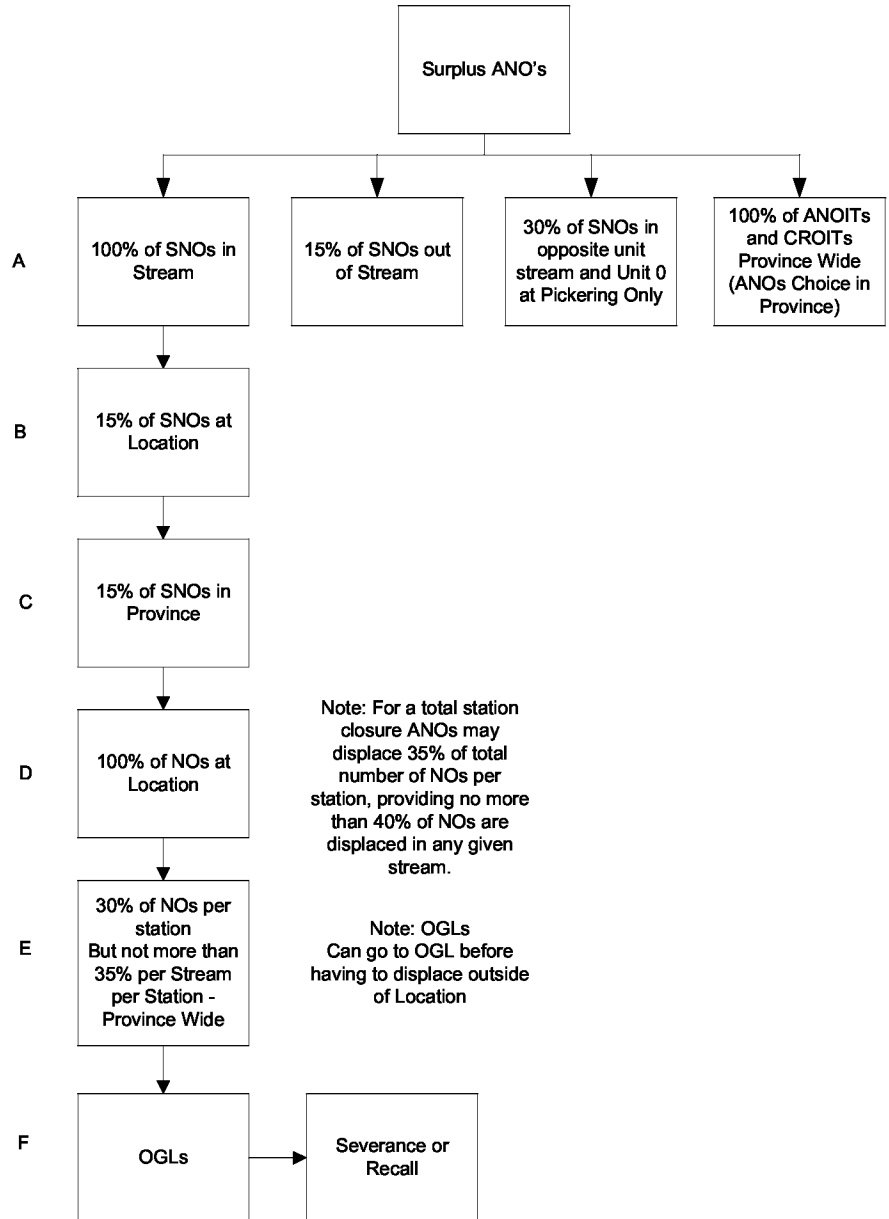 Surplus ANO's
A
100% of SNOs in
Stream
15% of SNOs out
of Stream
30% of SNOs in
opposite unit
stream and Unit 0
at Pickering Only
100% of ANOITs
and CROITs
Province Wide
(ANOs Choice in
Province)
B
15% of SNOs at
Location
C
15% of SNOs in
Province
D
100% of NOs at
Location
Note: For a total station
closure ANOs may
displace 35% of total
number of NOs per
station, providing no more
than 40% of NOs are
displaced in any given
stream.
E
30% of NOs per
station
But not more than
35% per Stream
per Station -
Province Wide
Note: OGLs
Can go to OGL before
having to displace outside
of Location
F
OGLs
Severance or
Recall